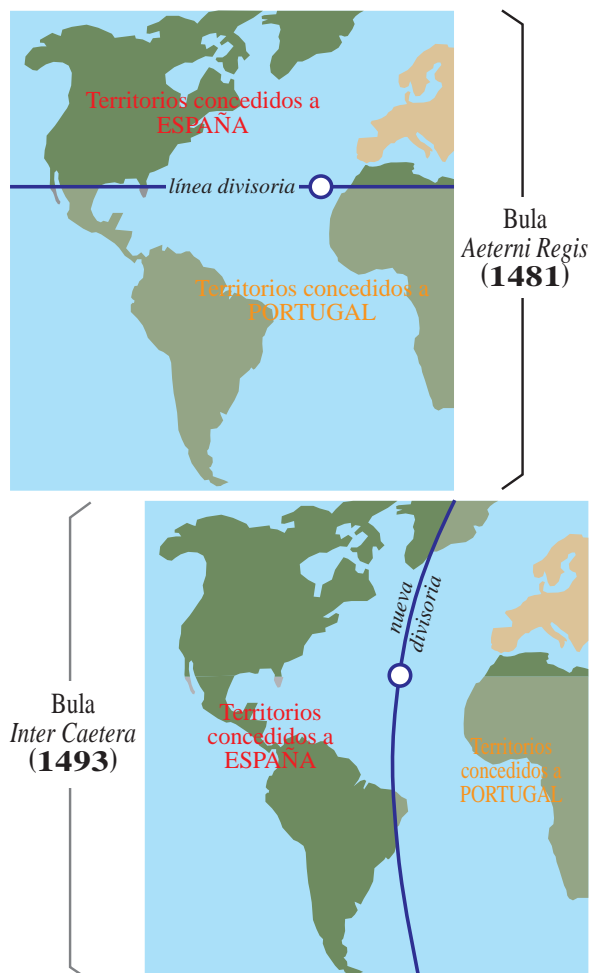 Territorios concedidos a
ESPAÑA
línea divisoria
Territorios concedidos a
PORTUGAL
Bula
Aeterni Regis
(1481)
nueva
divisoria
Bula
Inter Caetera
(1493)
Territorios
concedidos a
ESPAÑA
Territorios
concedidos a
PORTUGAL